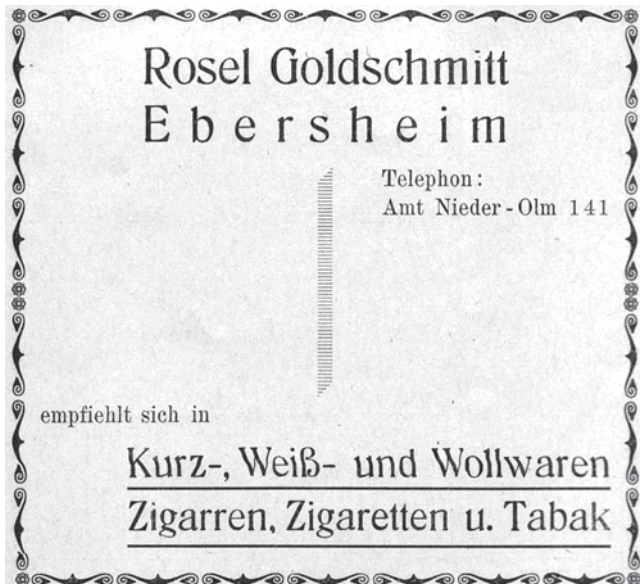 Rosel Goldschmitt
Ebersheim
Telephon:
Amt Nieder-Olm 141
empfiehlt sich in
Kurz-, Weiß- und Wollwaren
Zigarren, Zigaretten u. Tabak